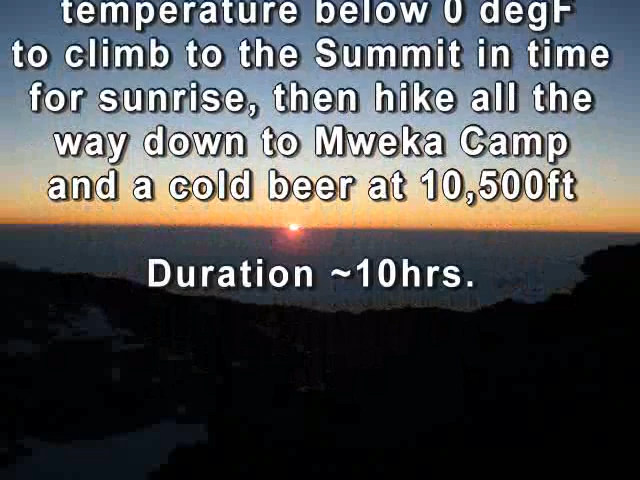 temperature below 0 degF
to climb to the Summit in time
for sunrise, then hike all the
way down to Mweka Camp
and a cold beer at 10,500ft
Duration ~10hrs.